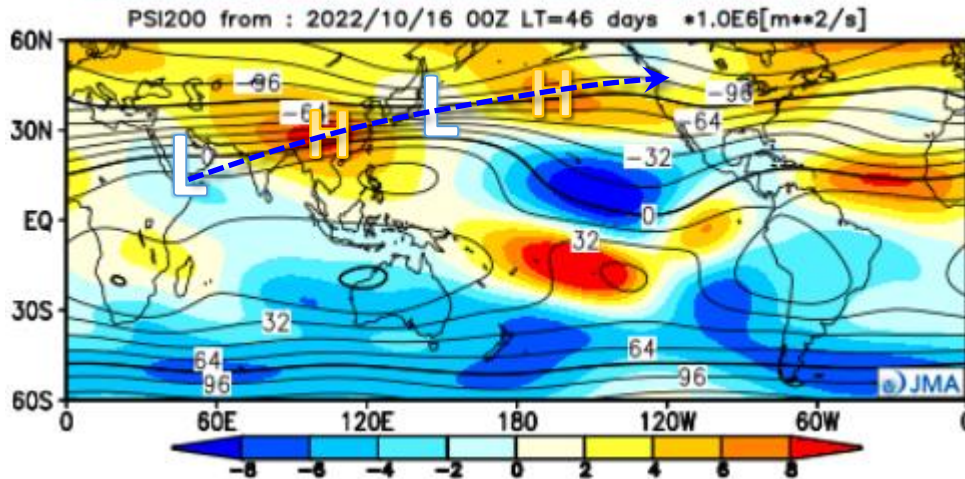 PSI200 from : 2022/10/16 00Z LT=46 days *1.0E6[m**2/s]
60N
-96
-96
-64
-64
H
L
H
30N
L
-32
0
EQ
32
30S
32
64
64
96
96
60S
JMA
0 60E 120E 180 120W 60W 0
-8 -6 -4 -2 0 2 4 6 8